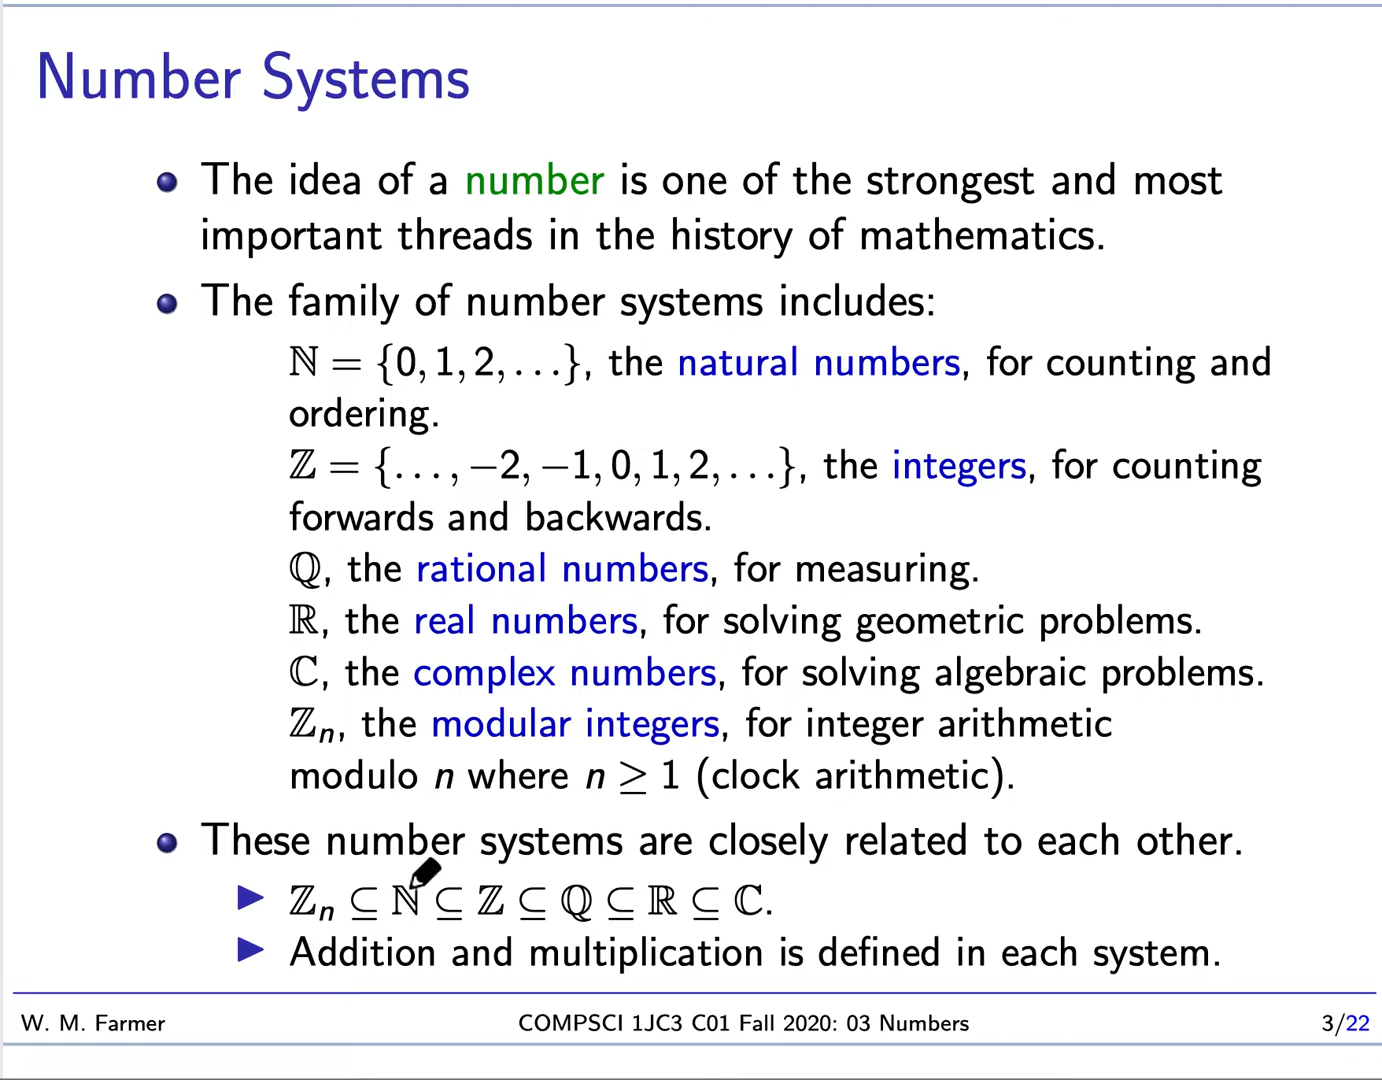 Number Systems
The idea of a number is one of the strongest and most
important threads in the history of mathematics.
The family of number systems includes:
ℕ = {0, 1, 2, . . .}, the natural numbers, for counting and
ordering.
ℤ = {. . . , −2, −1, 0, 1, 2, . . .}, the integers, for counting
forwards and backwards.
ℚ, the rational numbers, for measuring.
ℝ, the real numbers, for solving geometric problems.
ℂ, the complex numbers, for solving algebraic problems.
ℤₙ, the modular integers, for integer arithmetic
modulo n where n ≥ 1 (clock arithmetic).
These number systems are closely related to each other.
ℤₙ ⊆ ℕ ⊆ ℤ ⊆ ℚ ⊆ ℝ ⊆ ℂ.
Addition and multiplication is defined in each system.
W. M. Farmer COMPSCI 1JC3 C01 Fall 2020: 03 Numbers 3/22